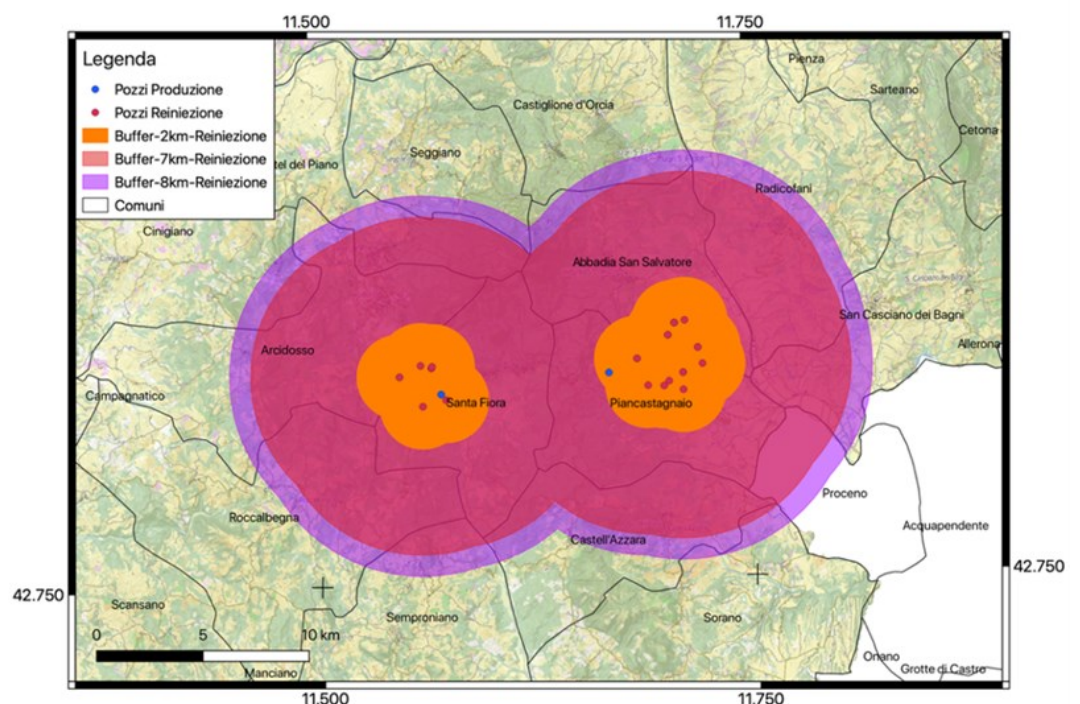 11.500
11.750
Legenda
Pozzi Produzione
Pozzi Reiniezione
Buffer-2km-Reiniezione
Buffer-7km-Reiniezione
Buffer-8km-Reiniezione
Comuni
Pienza
Sarteano
Castiglione d'Orcia
Cetona
Seggiano
tel del Piano
Radicofani
Cinigiano
Abbadia San Salvatore
San Casciano dei Bagni
Allerona
Arcidosso
Campagnatico
Santa Fiora
Piancastagnaio
Proceno
Roccalbegna
Acquapendente
Castell'Azzara
42.750
42.750
Scansano
Semproniano
Sorano
0 5 10 km
Onano
Grotte di Castro
Manciano
11.500
11.750